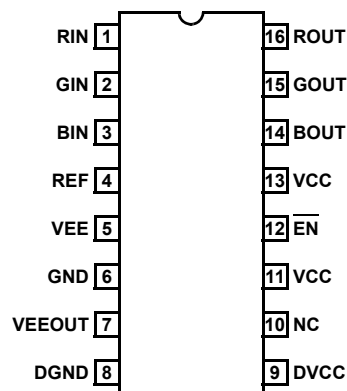 RIN 1 16 ROUT
GIN 2 15 GOUT
BIN 3 14 BOUT
REF 4 13 VCC
VEE 5 12 EN
GND 6 11 VCC
VEEOUT 7 10 NC
DGND 8 9 DVCC